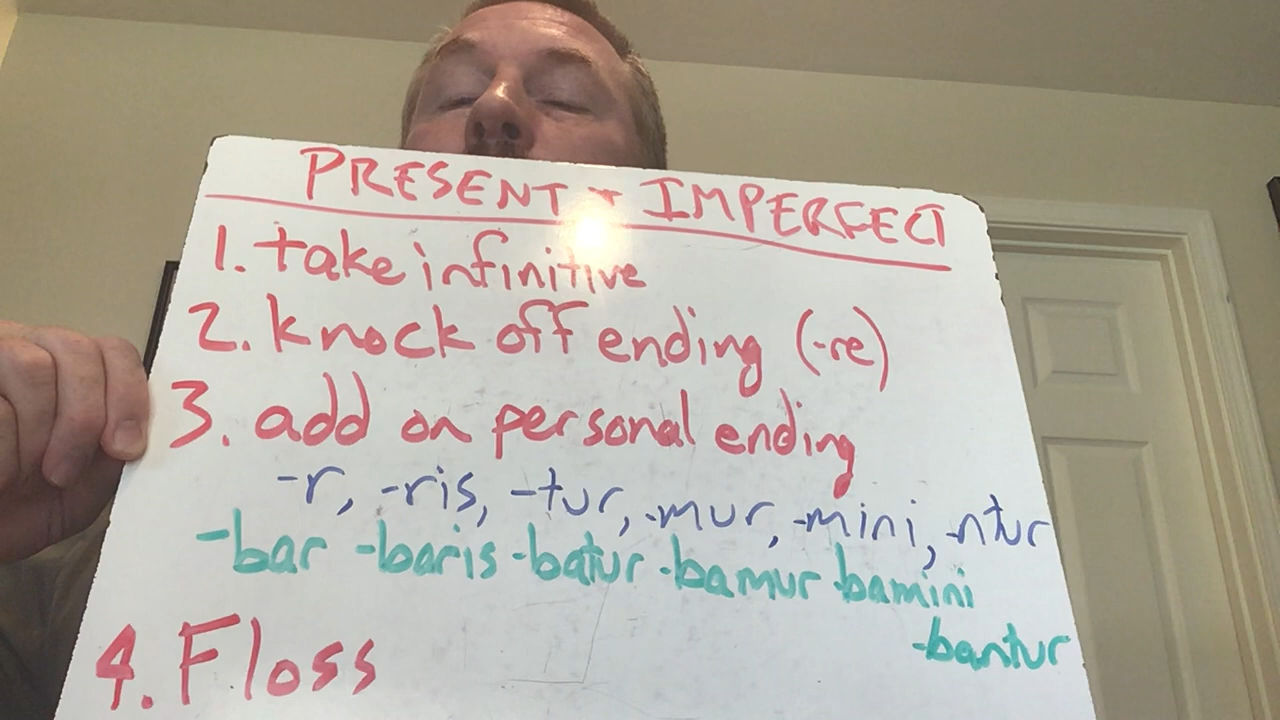 PRESENT + IMPERFECT
1. take infinitive
2. knock off ending (-re)
3. add on personal ending
-r, -ris, -tur, -mur, -mini, -ntur
-bar -baris -batur -bamur -bamini
-bantur
4. Floss